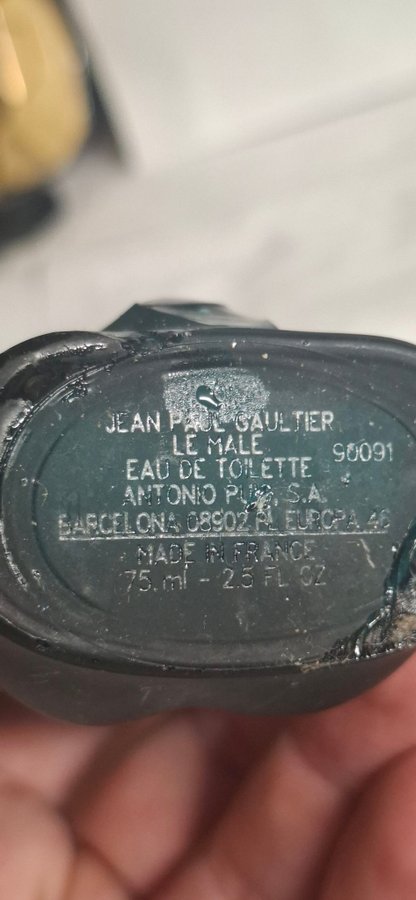 JEAN PAUL GAULTIER
LE MALE
90091
EAU DE TOILETTE
ANTONIO PUIG, S.A.
BARCELONA 08902 PL EUROPA, 46
MADE IN FRANCE
75 ml - 2.5 FL OZ